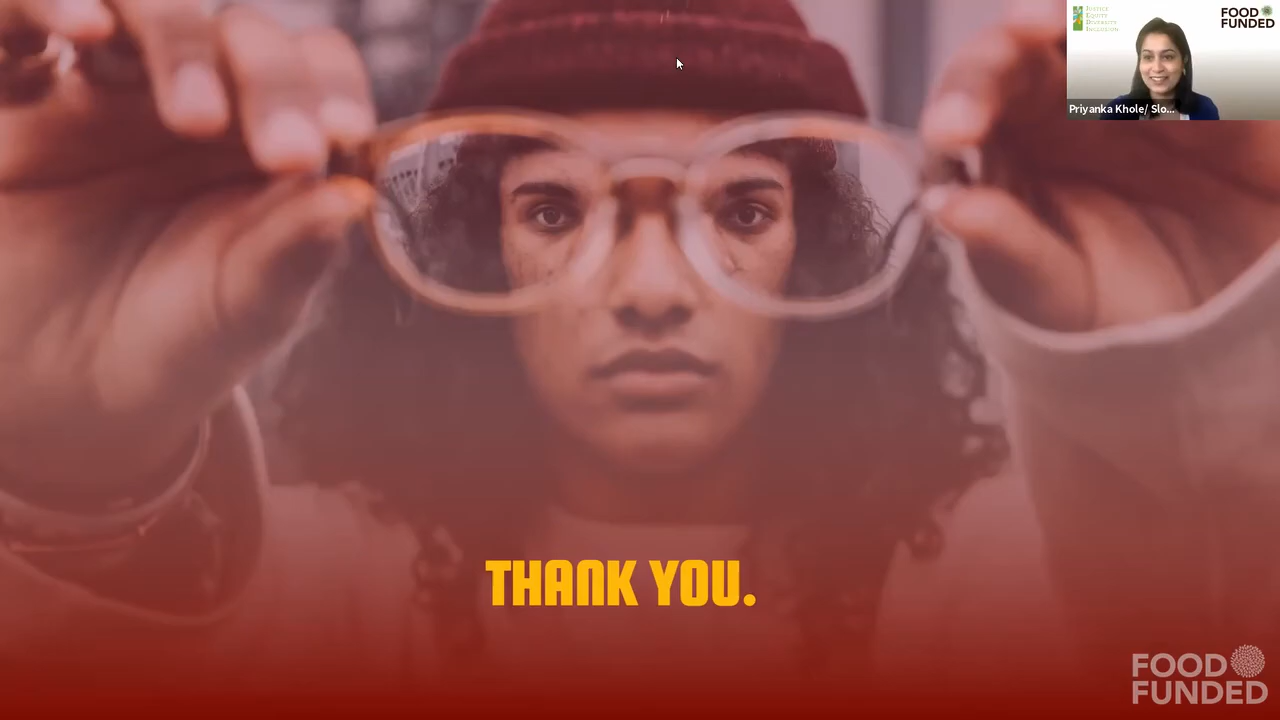 JUSTICE
EQUITY
DIVERSITY
INCLUSION
FOOD
FUNDED
Priyanka Khole/ Slo...
THANK YOU.
FOOD
FUNDED